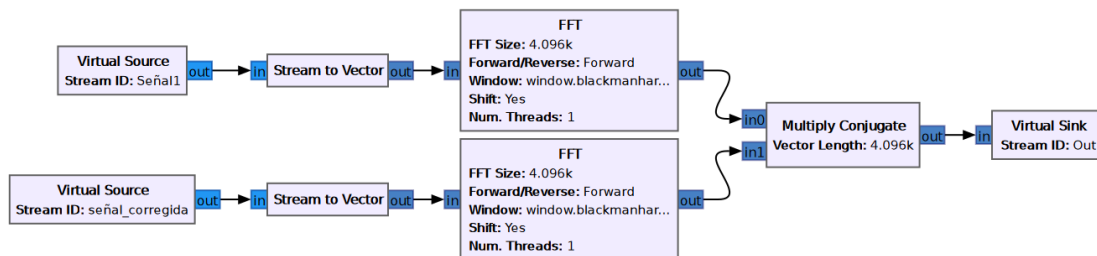 FFT
FFT Size: 4.096k
Forward/Reverse: Forward
Window: window.blackmanhar...
Shift: Yes
Num. Threads: 1
Virtual Source
Stream ID: Señal1
out
in
Stream to Vector
out
in
out
in0
in1
Multiply Conjugate
Vector Length: 4.096k
out
in
Virtual Sink
Stream ID: Out
FFT
FFT Size: 4.096k
Forward/Reverse: Forward
Window: window.blackmanhar...
Shift: Yes
Num. Threads: 1
Virtual Source
Stream ID: señal_corregida
out
in
Stream to Vector
out
in
out